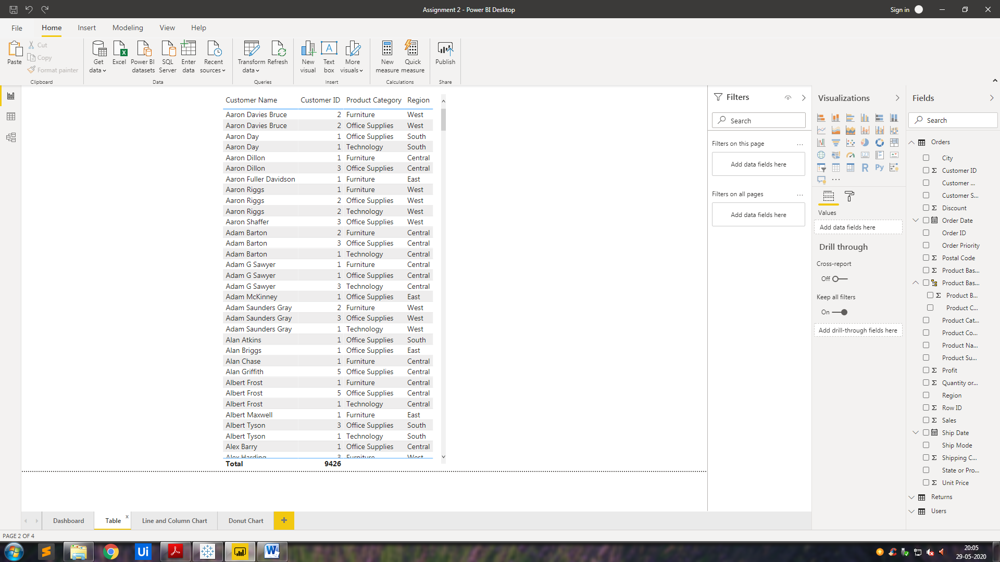 Assignment 2 - Power BI Desktop
Sign in
File Home Insert Modeling View Help
Paste
Cut
Copy
Format painter
Clipboard
Get data
Excel
Power BI datasets
SQL Server
Enter data
Recent sources
Data
Transform data
Refresh
Queries
New visual
Text box
More visuals
Insert
New measure
Quick measure
Calculations
Publish
Share
Customer Name Customer ID Product Category Region
Aaron Davies Bruce 2 Furniture West
Aaron Davies Bruce 2 Office Supplies West
Aaron Day 1 Office Supplies South
Aaron Day 1 Technology South
Aaron Dillon 1 Furniture Central
Aaron Dillon 3 Office Supplies Central
Aaron Fuller Davidson 1 Furniture East
Aaron Riggs 1 Furniture West
Aaron Riggs 2 Office Supplies West
Aaron Riggs 2 Technology West
Aaron Shaffer 3 Office Supplies West
Adam Barton 2 Furniture Central
Adam Barton 3 Office Supplies Central
Adam Barton 1 Technology Central
Adam G Sawyer 1 Furniture Central
Adam G Sawyer 1 Office Supplies Central
Adam G Sawyer 3 Technology Central
Adam McKinney 1 Office Supplies East
Adam Saunders Gray 2 Furniture West
Adam Saunders Gray 3 Office Supplies West
Adam Saunders Gray 1 Technology West
Alan Atkins 1 Office Supplies South
Alan Briggs 1 Office Supplies East
Alan Chase 1 Furniture Central
Alan Griffith 5 Office Supplies Central
Albert Frost 1 Furniture Central
Albert Frost 5 Office Supplies Central
Albert Frost 1 Technology Central
Albert Maxwell 1 Furniture East
Albert Tyson 3 Office Supplies South
Albert Tyson 1 Technology South
Alex Barry 1 Office Supplies Central
Alex Harding 3 Furniture West
Total 9426
Filters
Search
Filters on this page ...
Add data fields here
Filters on all pages ...
Add data fields here
Visualizations
R Py
...
Values
Add data fields here
Drill through
Cross-report
Off
Keep all filters
On
Add drill-through fields here
Fields
Search
Orders
City
Σ Customer ID
Customer ...
Customer S...
Σ Discount
Order Date
Order ID
Order Priority
Σ Postal Code
Σ Product Bas...
Product Bas...
Σ Product B...
Product C...
Product Cat...
Product Co...
Product Na...
Product Su...
Σ Profit
Σ Quantity or...
Region
Σ Row ID
Σ Sales
Ship Date
Ship Mode
Σ Shipping C...
State or Pro...
Σ Unit Price
Returns
Users
Dashboard
Table x
Line and Column Chart
Donut Chart
+
PAGE 2 OF 4
Ui
W
20:05
29-05-2020